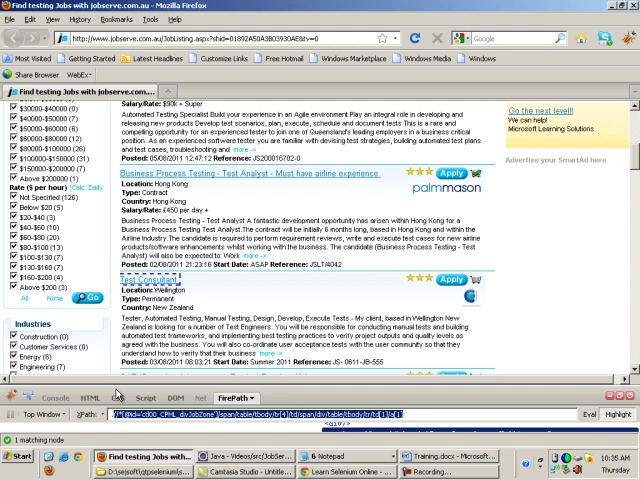 Find testing Jobs with jobserve.com.au - Mozilla Firefox
File Edit View History Bookmarks Tools Help
http://www.jobserve.com.au/JobListing.aspx?shid=01892A50A3B03930AE&tv=0
Google
Most Visited Getting Started Latest Headlines Customize Links Free Hotmail Windows Marketplace Windows Media Windows
Share Browser WebEx
Find testing Jobs with jobserve.com....
$30000-$40000 (0)
$40000-$50000 (5)
$50000-$60000 (7)
$60000-$80000 (12)
$80000-$100000 (26)
$100000-$150000 (31)
$150000-$200000 (7)
Above $200000 (1)
Rate ($ per hour) *Calc. Daily
Not Specified (126)
Below $20 (5)
$20-$40 (3)
$40-$60 (10)
$60-$80 (20)
$80-$100 (13)
$100-$130 (7)
$130-$160 (7)
$160-$200 (4)
Above $200 (3)
All None Go
Industries
Construction (0)
Customer Services (0)
Energy (6)
Engineering (7)
Salary/Rate: $90k + Super
Automated Testing Specialist Build your experience in an Agile environment Play an integral role in developing and
releasing new products Develop test scenarios, plan, execute, schedule and document tests This is a rare and
compelling opportunity for an experienced tester to join one of Queensland's leading employers in a business critical
position. As an experienced software tester you are familiar with devising test strategies, building automated test plans
and test cases, troubleshooting and more ->
Posted: 05/08/2011 12:47:12 Reference: JS200016702-0
Business Process Testing - Test Analyst - Must have airline experience
Apply
Location: Hong Kong
Type: Contract
Country: Hong Kong
Salary/Rate: £450 per day +
palmmason
Business Process Testing - Test Analyst A fantastic development opportunity has arisen within Hong Kong for a
Business Process Testing - Test Analyst.The contract will be initially 6 months long, based in Hong Kong and within the
Airline Industry.The candidate is required to perform requirement reviews, write and execute test cases for new airline
products/software enhancements whilst working with the business. The candidate (Business Process Testing - Test
Analyst) will also be expected to: Work more ->
Posted: 02/08/2011 21:23:16 Start Date: ASAP Reference: JSLT/4042
Test Consultant
Apply
Location: Wellington
Type: Permanent
Country: New Zealand
Tester, Automated, Manual Testing, Design, Develop, Execute Tests - My client, based in Wellington New
Zealand is looking for a number of Test Engineers. You will be responsible for conducting manual tests and building
automated test frameworks, and implementing best testing practices to verify project outputs and quality levels as
agreed with the business. You will also co-ordinate user acceptance tests with the user community so that they
understand how to verify that their business more ->
Posted: 03/08/2011 08:03:21 Start Date: Summer 2011 Reference: JS- 0611-JB-555
Go the next level!!
We can help!
Microsoft Learning Solutions
Advertise your SmartAd here
Console HTML Script DOM Net FirePath
Top Window XPath: //*[@id='ctl00_CPHL_divJobZone']/span/table/tbody/tr[4]/td/span/div/table/tbody/tr/td[1]/a[1] Eval Highlight
<div/>
1 matching node
Start Find testing Jobs with... Java - Videos/src/JobSer... 6 Notepad Training.docx - Microsof... 10:35 AM
D:\sejsoft\qtpselenium\s... Camtasia Studio - Untitle... Learn Selenium Online - ... Recording... Thursday